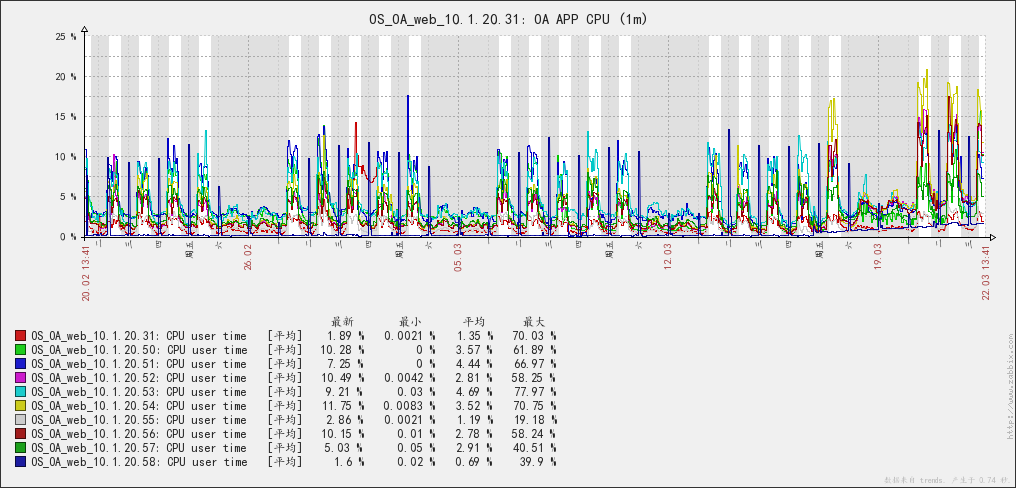 OS_OA_web_10.1.20.31: OA APP CPU (1m)
25 %
20 %
15 %
10 %
5 %
0 %
三 四 周五 六 二 三 四 周五 六 二 三 四 周五 六 二 三 四 周五 六 二 三
20.02 13:41 26.02 05.03 12.03 19.03 22.03 13:41
最新 最小 平均 最大
OS_OA_web_10.1.20.31: CPU user time [平均] 1.89 % 0.0021 % 1.35 % 70.03 %
OS_OA_web_10.1.20.50: CPU user time [平均] 10.28 % 0 % 3.57 % 61.89 %
OS_OA_web_10.1.20.51: CPU user time [平均] 7.25 % 0 % 4.44 % 66.97 %
OS_OA_web_10.1.20.52: CPU user time [平均] 10.49 % 0.0042 % 2.81 % 58.25 %
OS_OA_web_10.1.20.53: CPU user time [平均] 9.21 % 0.03 % 4.69 % 77.97 %
OS_OA_web_10.1.20.54: CPU user time [平均] 11.75 % 0.0083 % 3.52 % 70.75 %
OS_OA_web_10.1.20.55: CPU user time [平均] 2.86 % 0.0021 % 1.19 % 19.18 %
OS_OA_web_10.1.20.56: CPU user time [平均] 10.15 % 0.01 % 2.78 % 58.24 %
OS_OA_web_10.1.20.57: CPU user time [平均] 5.03 % 0.05 % 2.91 % 40.51 %
OS_OA_web_10.1.20.58: CPU user time [平均] 1.6 % 0.02 % 0.69 % 39.9 %
http://www.zabbix.com
数据来自 trends. 产生于 0.74 秒.